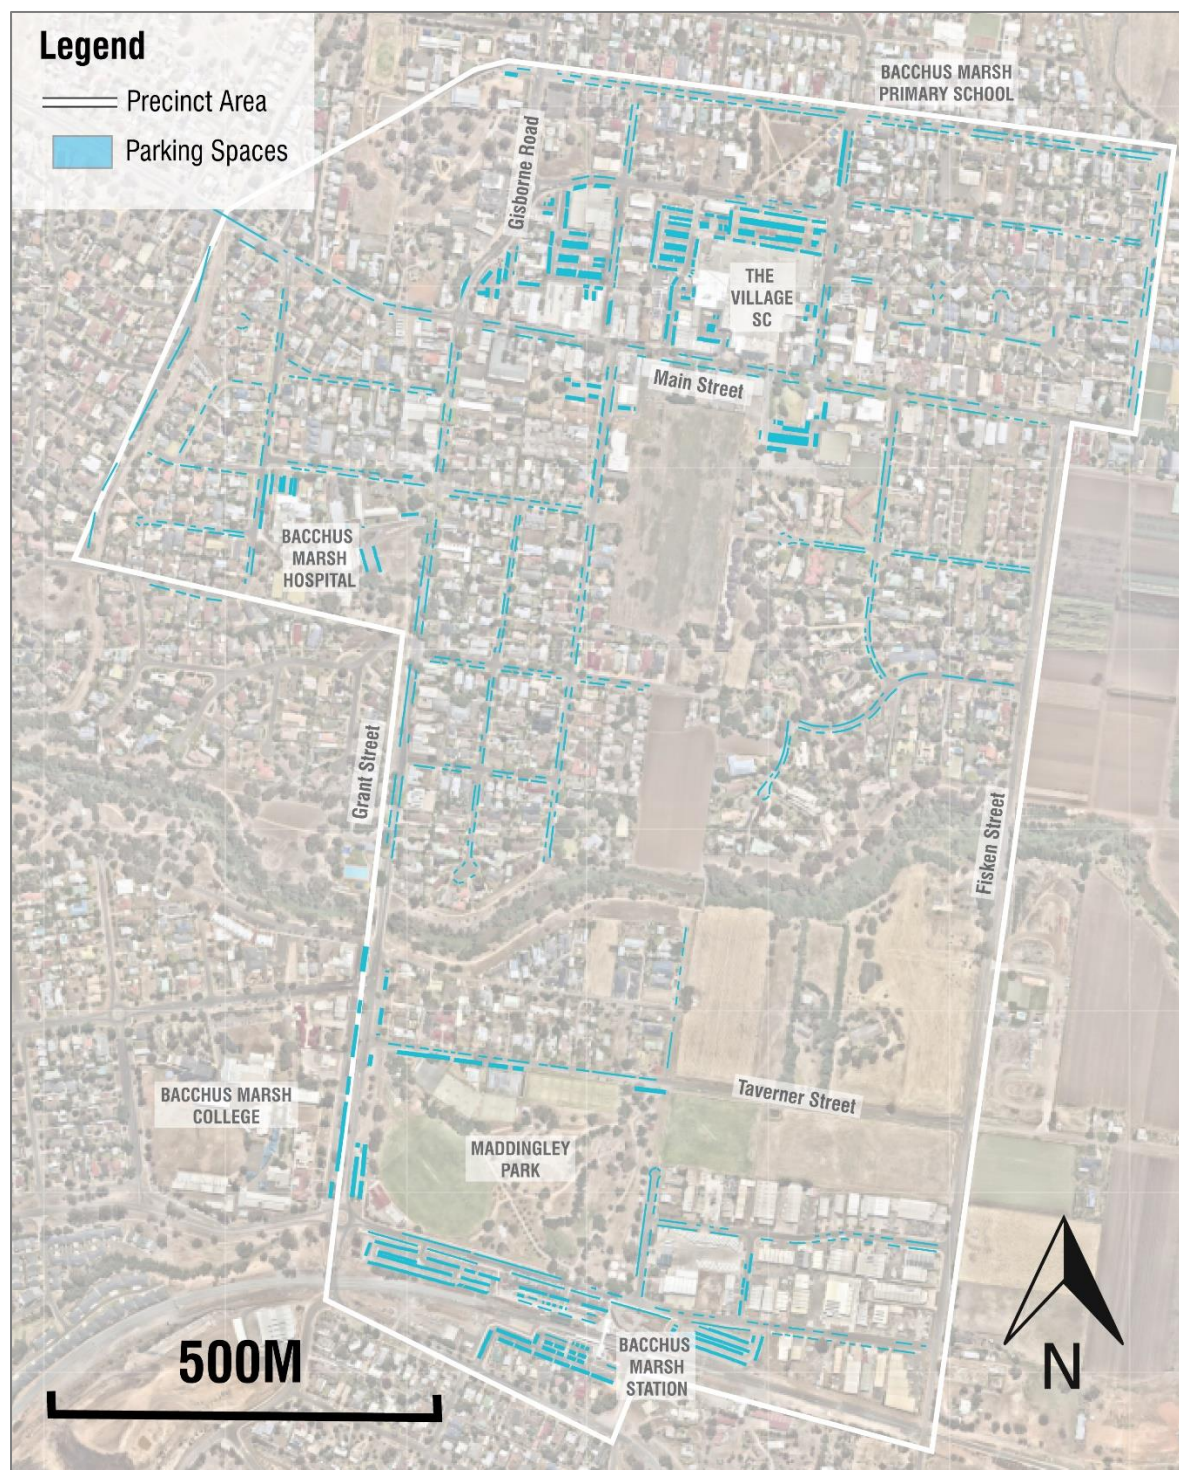 Legend
Precinct Area
Parking Spaces
BACCHUS MARSH
PRIMARY SCHOOL
Gisborne Road
THE
VILLAGE
SC
Main Street
BACCHUS
MARSH
HOSPITAL
Grant Street
Fisken Street
BACCHUS MARSH
COLLEGE
Taverner Street
MADDINGLEY
PARK
BACCHUS
MARSH
STATION
500M
N